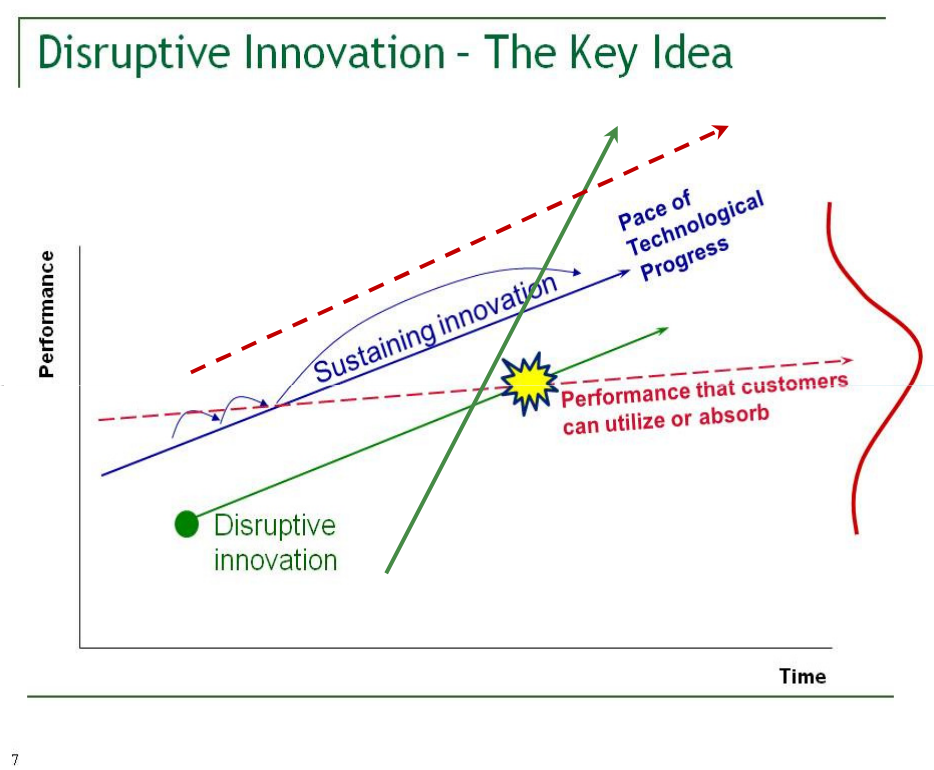 Disruptive Innovation – The Key Idea
Pace of
Technological
Progress
Performance
Sustaining innovation
Performance that customers
can utilize or absorb
Disruptive
innovation
Time
7